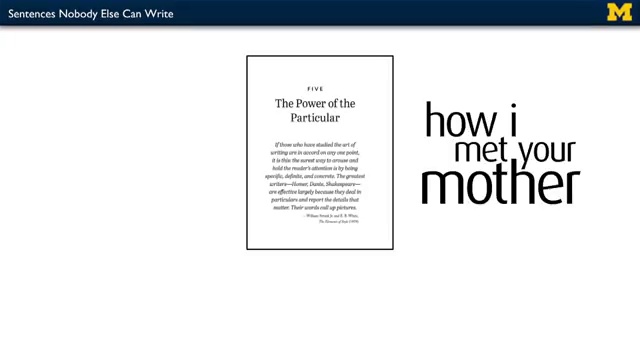 Sentences Nobody Else Can Write
M
FIVE
The Power of the
Particular
If those who have studied the art of
writing are in accord on any one point,
it is this: the surest way to arouse and
hold the reader's attention is by being
specific, definite, and concrete. The greatest
writers—Homer, Dante, Shakespeare—
are effective largely because they deal in
particulars and report the details that
matter. Their words call up pictures.
—William Strunk Jr. and E. B. White,
The Elements of Style (1959)
how i
met your
mother